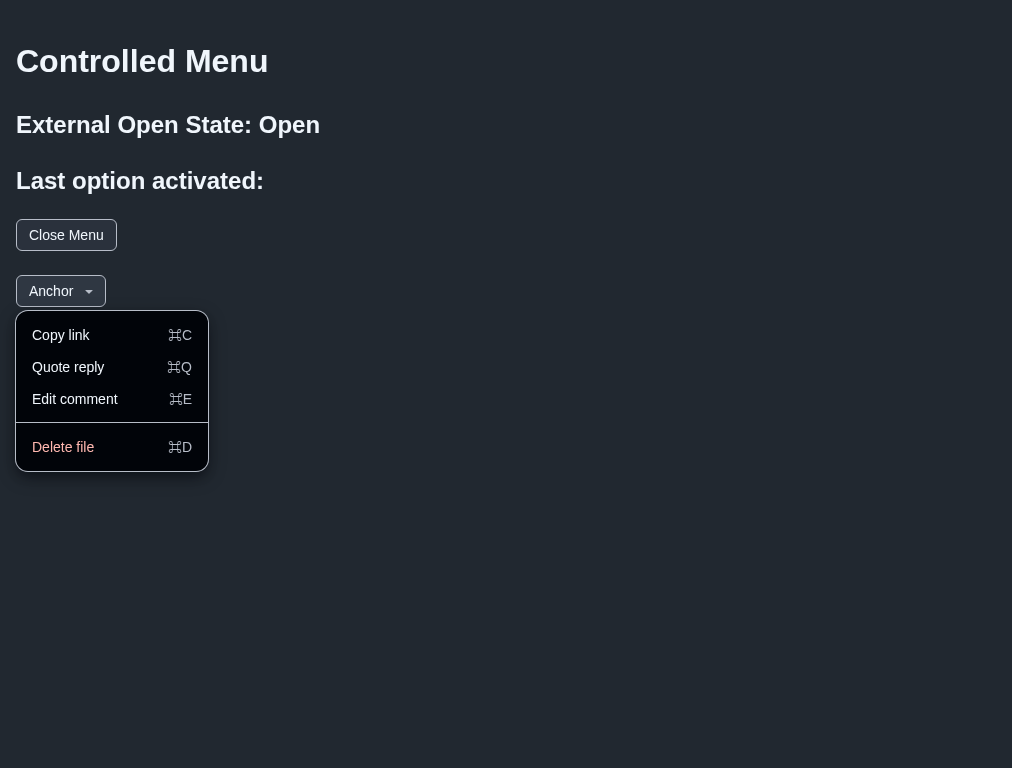 Controlled Menu
External Open State: Open
Last option activated:
Close Menu
Anchor
Copy link ⌘C
Quote reply ⌘Q
Edit comment ⌘E
Delete file ⌘D